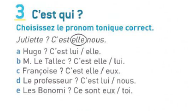 3 C'est qui ?
Choisissez le pronom tonique correct.
Juliette ? C'est elle nous.
a Hugo ? C'est lui / elle.
b M. Le Tallec ? C'est elle / lui.
c Françoise ? C'est elle / eux.
d Le professeur ? C'est lui / nous.
e Les Bonomi ? Ce sont eux / toi.